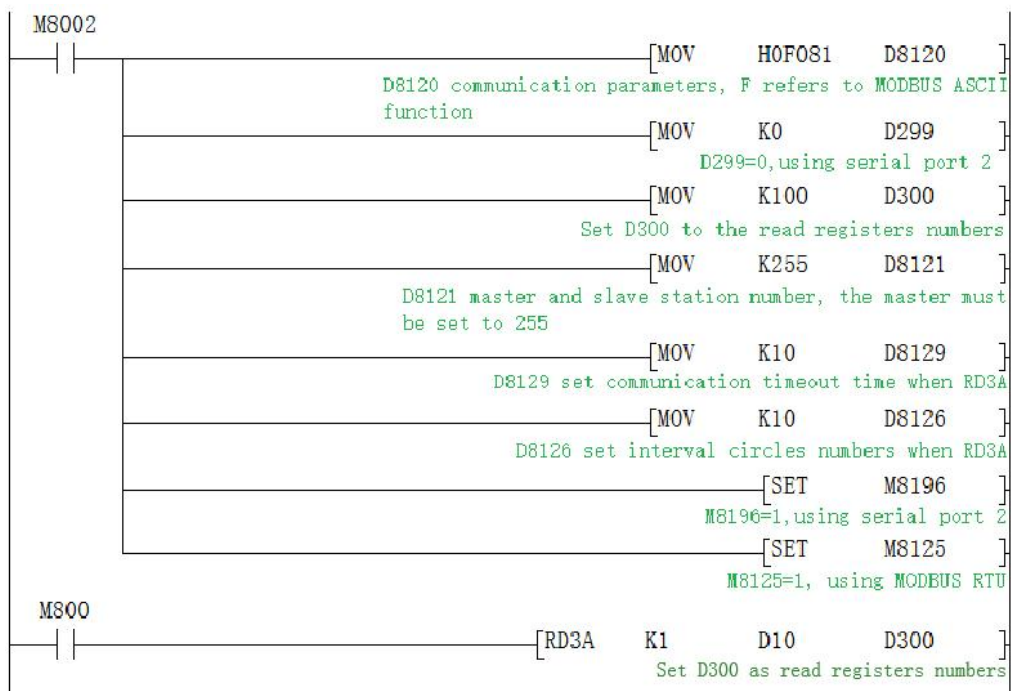 M8002
[MOV H0F081 D8120 ]
D8120 communication parameters, F refers to MODBUS ASCII
function
[MOV K0 D299 ]
D299=0,using serial port 2
[MOV K100 D300 ]
Set D300 to the read registers numbers
[MOV K255 D8121 ]
D8121 master and slave station number, the master must
be set to 255
[MOV K10 D8129 ]
D8129 set communication timeout time when RD3A
[MOV K10 D8126 ]
D8126 set interval circles numbers when RD3A
[SET M8196 ]
M8196=1,using serial port 2
[SET M8125 ]
M8125=1, using MODBUS RTU
M800
[RD3A K1 D10 D300 ]
Set D300 as read registers numbers